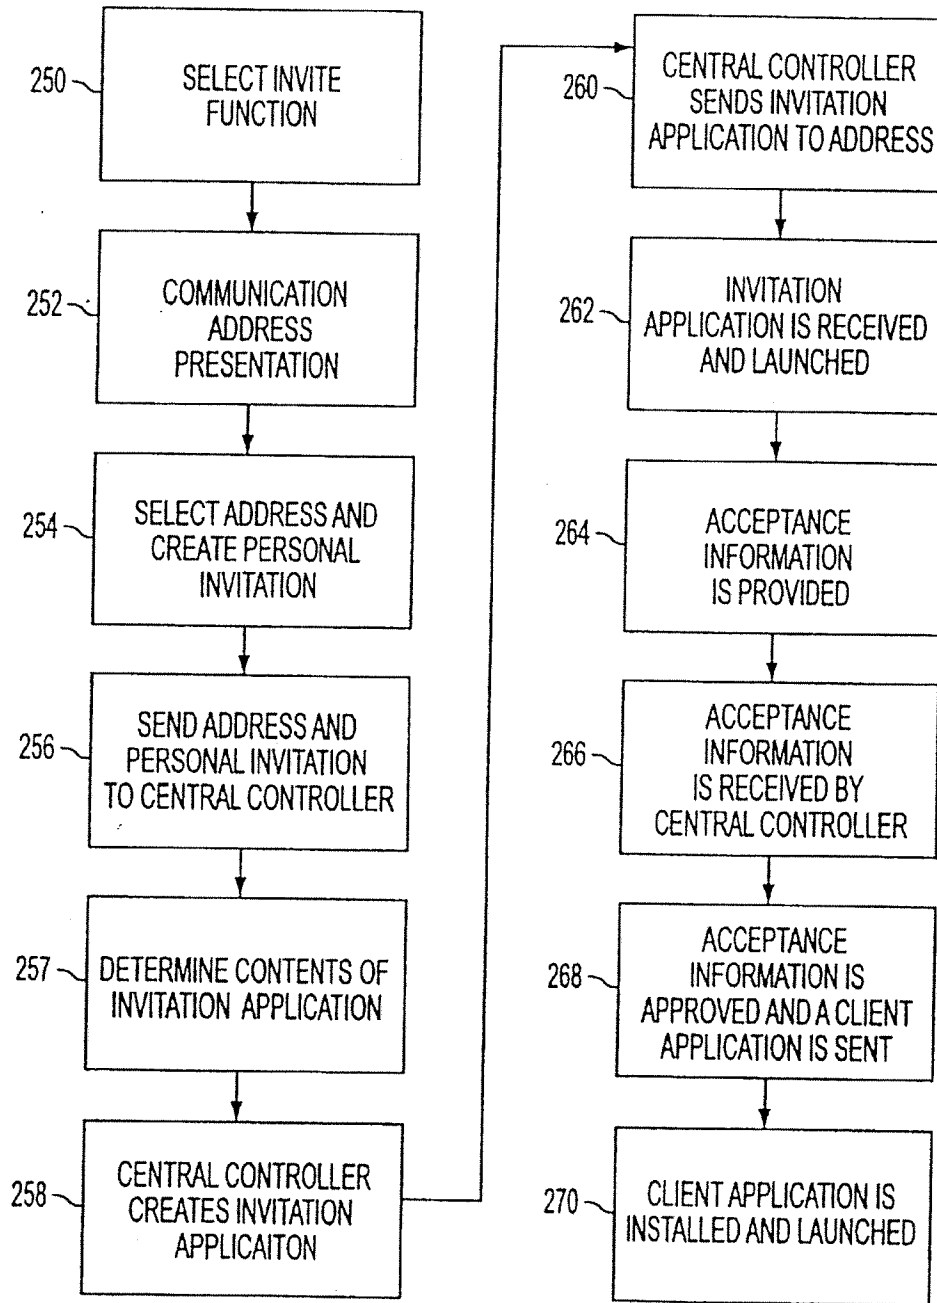 250
SELECT INVITE
FUNCTION
252
COMMUNICATION
ADDRESS
PRESENTATION
254
SELECT ADDRESS AND
CREATE PERSONAL
INVITATION
256
SEND ADDRESS AND
PERSONAL INVITATION
TO CENTRAL CONTROLLER
257
DETERMINE CONTENTS OF
INVITATION APPLICATION
258
CENTRAL CONTROLLER
CREATES INVITATION
APPLICAITON
260
CENTRAL CONTROLLER
SENDS INVITATION
APPLICATION TO ADDRESS
262
INVITATION
APPLICATION IS RECEIVED
AND LAUNCHED
264
ACCEPTANCE
INFORMATION
IS PROVIDED
266
ACCEPTANCE
INFORMATION
IS RECEIVED BY
CENTRAL CONTROLLER
268
ACCEPTANCE
INFORMATION IS
APPROVED AND A CLIENT
APPLICATION IS SENT
270
CLIENT APPLICATION IS
INSTALLED AND LAUNCHED